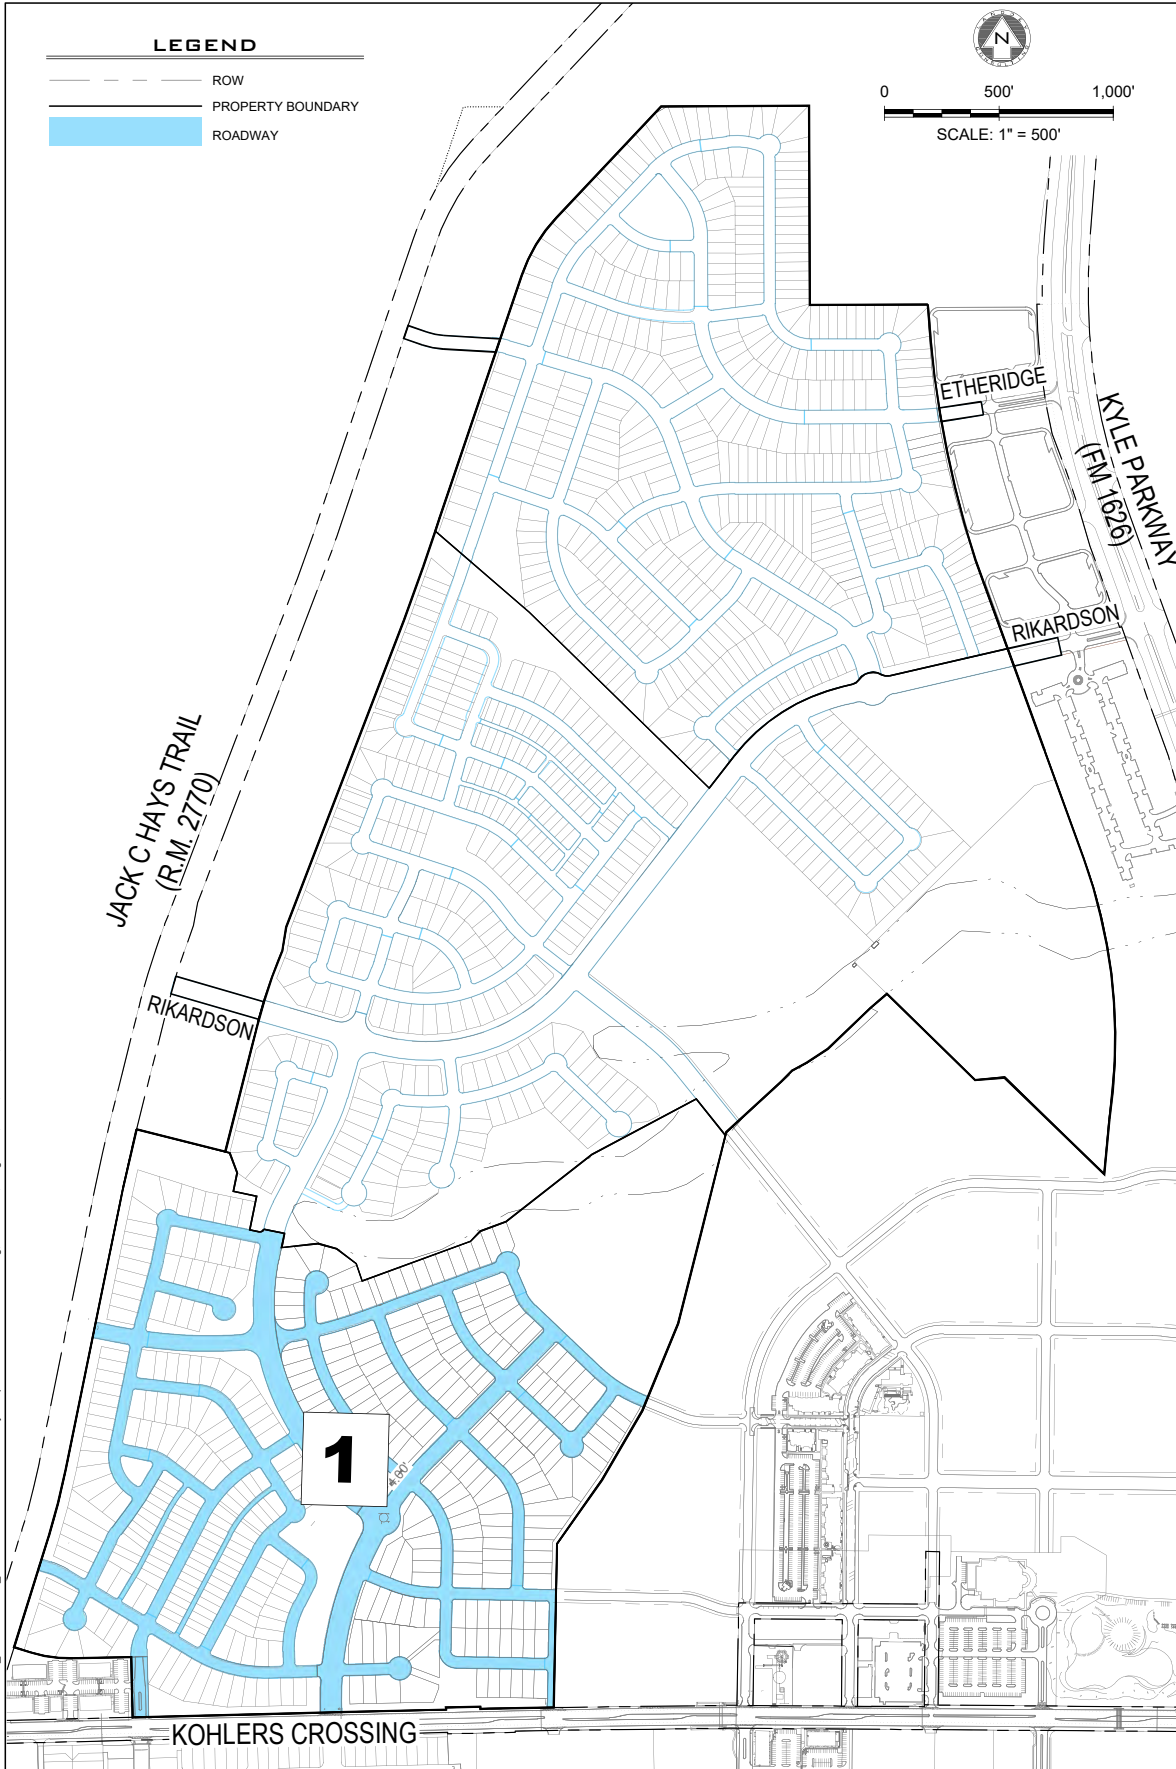 LEGEND
ROW
PROPERTY BOUNDARY
ROADWAY
N
0 500' 1,000'
SCALE: 1" = 500'
ETHERIDGE
KYLE PARKWAY
(FM 1626)
RIKARDSON
JACK C HAYS TRAIL
(R.M. 2770)
RIKARDSON
1
KOHLERS CROSSING